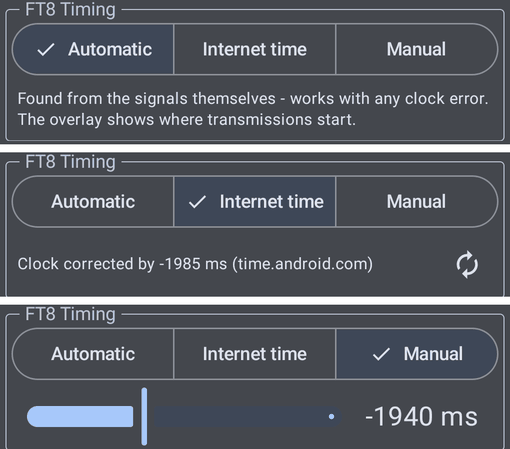 FT8 Timing
Automatic Internet time Manual
Found from the signals themselves - works with any clock error.
The overlay shows where transmissions start.
FT8 Timing
Automatic Internet time Manual
Clock corrected by -1985 ms (time.android.com)
FT8 Timing
Automatic Internet time Manual
-1940 ms